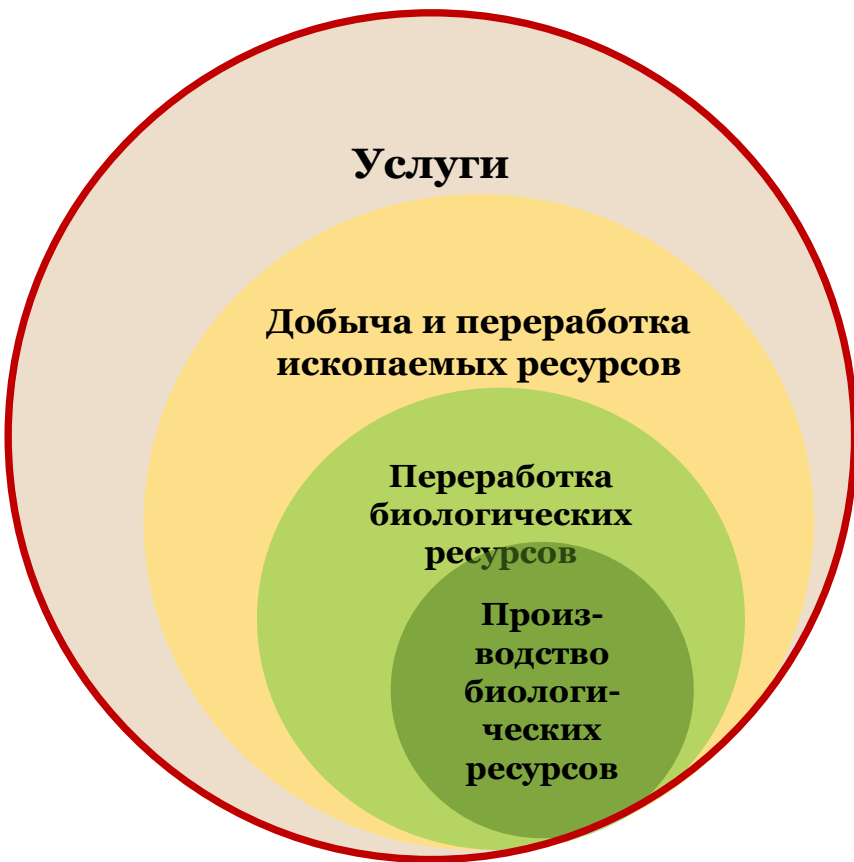 Услуги
Добыча и переработка
ископаемых ресурсов
Переработка
биологических
ресурсов
Произ-
водство
биологи-
ческих
ресурсов